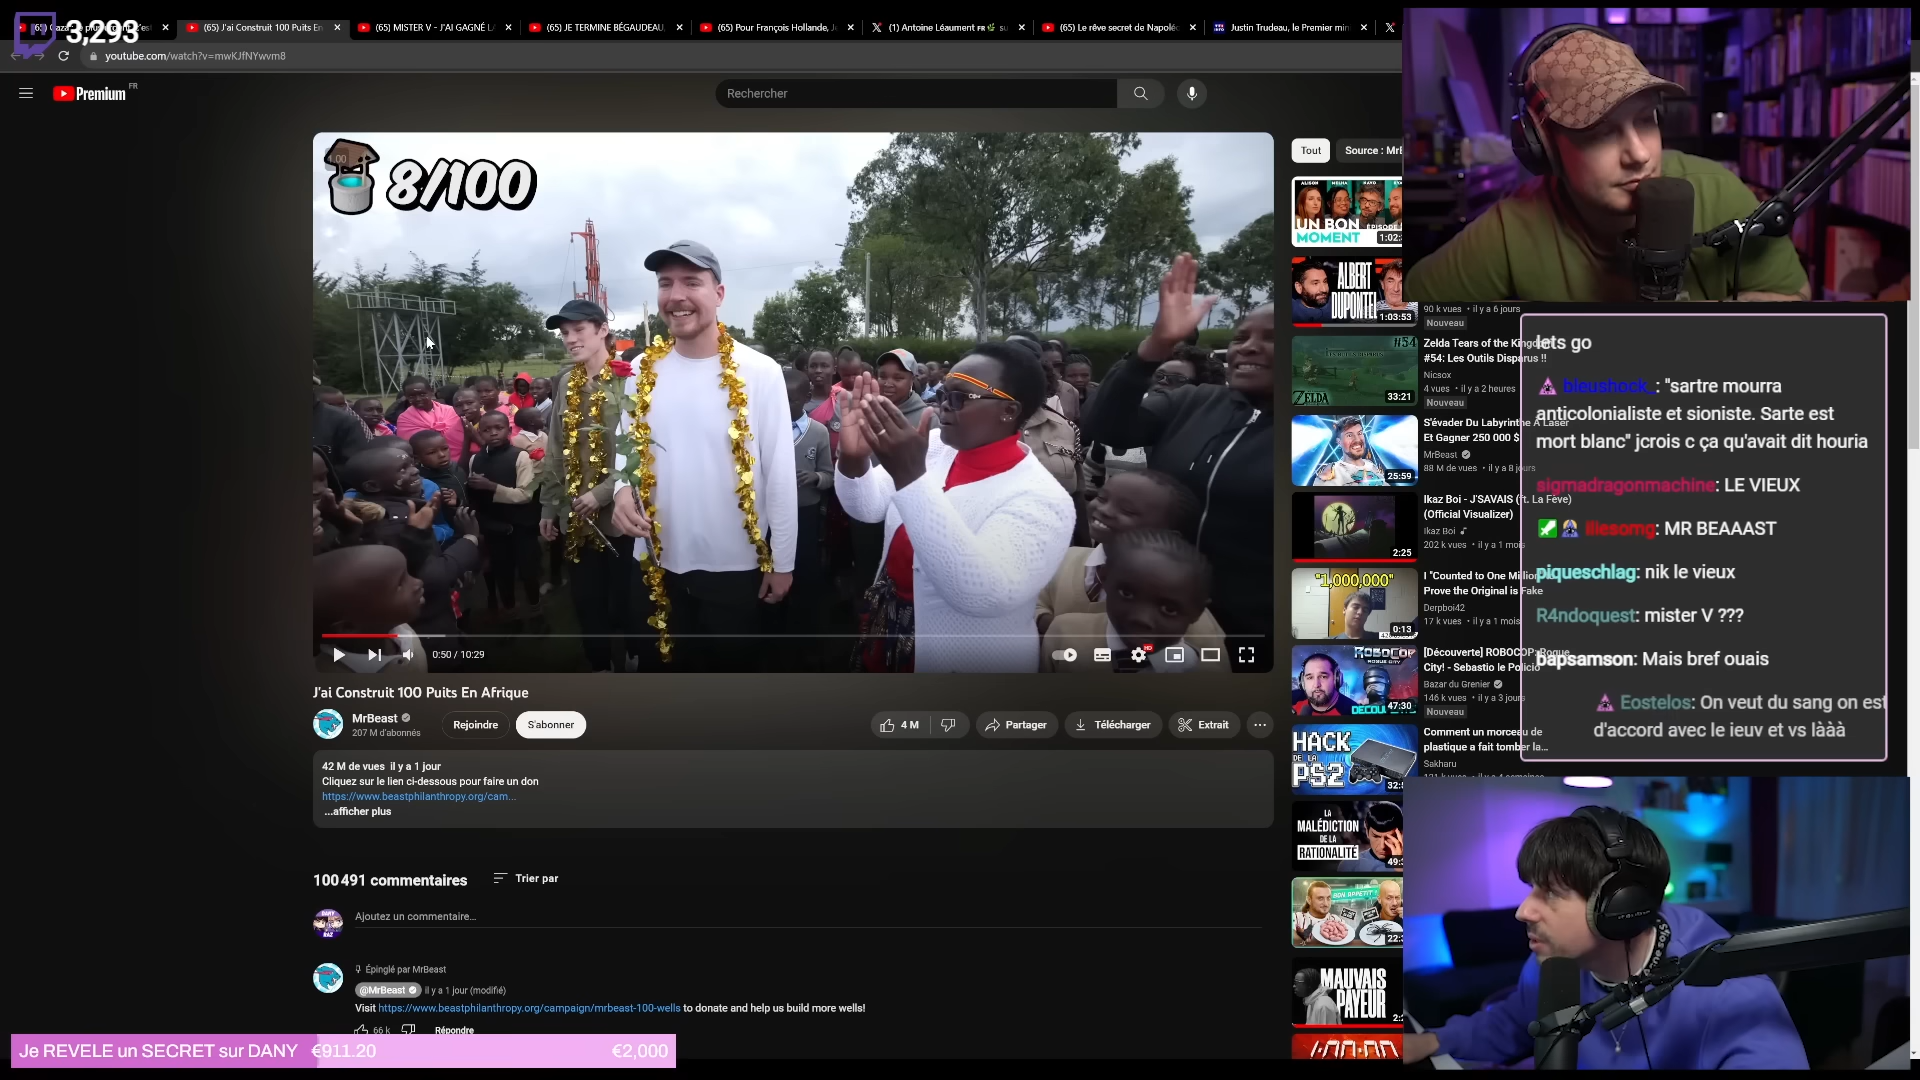 3,293
(65) J'ai Construit 100 Puits En
(65) MISTER V - J'AI GAGNÉ LA
(65) JE TERMINE BÉGAUDEAU,
(65) Pour François Hollande,
(1) Antoine Léaument FR
(65) Le rêve secret de Napoléo
Justin Trudeau, le Premier min
youtube.com/watch?v=mwKJfNYwvm8
Premium FR
Rechercher
8/100
0:50 / 10:29
J'ai Construit 100 Puits En Afrique
MrBeast
207 M d'abonnés
Rejoindre
S'abonner
4 M
Partager
Télécharger
Extrait
42 M de vues il y a 1 jour
Cliquez sur le lien ci-dessous pour faire un don
https://www.beastphilanthropy.org/cam...
...afficher plus
100 491 commentaires
Trier par
Ajoutez un commentaire...
Épinglé par MrBeast
@MrBeast il y a 1 jour (modifié)
Visit https://www.beastphilanthropy.org/campaign/mrbeast-100-wells to donate and help us build more wells!
66 k
Répondre
Je REVELE un SECRET sur DANY €911.20 €2,000
Tout
Source : MrB
UN BON
MOMENT
ALBERT
DUPONTEL
1:03:53
90 k vues • il y a 6 jours
Nouveau
#54
ZELDA
33:21
Zelda Tears of the Kingdom
#54: Les Outils Disparus !!
Nicsox
4 vues • il y a 2 heures
Nouveau
25:59
S'évader Du Labyrinthe À Laser
Et Gagner 250 000 $
MrBeast
88 M de vues • il y a 8 jours
2:25
Ikaz Boi - J'SAVAIS (ft. La Fève)
(Official Visualizer)
Ikaz Boi
202 k vues • il y a 1 mois
"1,000,000"
0:13
I "Counted to One Million
Prove the Original is Fake
Derpboi42
17 k vues • il y a 1 mois
ROBOCOP
47:30
[Découverte] ROBOCOP: Rogue
City! - Sebastio le Policio
Bazar du Grenier
146 k vues • il y a 3 jours
Nouveau
HACK
DE LA
PS2
Comment un morceau de
plastique a fait tomber la...
Sakharu
LA
MALÉDICTION
DE LA
RATIONALITÉ
BON APPÉTIT !
MAUVAIS
PAYEUR
lets go
bleushock_: "sartre mourra
anticolonialiste et sioniste. Sarte est
mort blanc" jcrois c ça qu'avait dit houria
sigmadragonmachine: LE VIEUX
illesomg: MR BEAAAST
piqueschlag: nik le vieux
R4ndoquest: mister V ???
papsamson: Mais bref ouais
Eostelos: On veut du sang on est
d'accord avec le ieuv et vs lààà